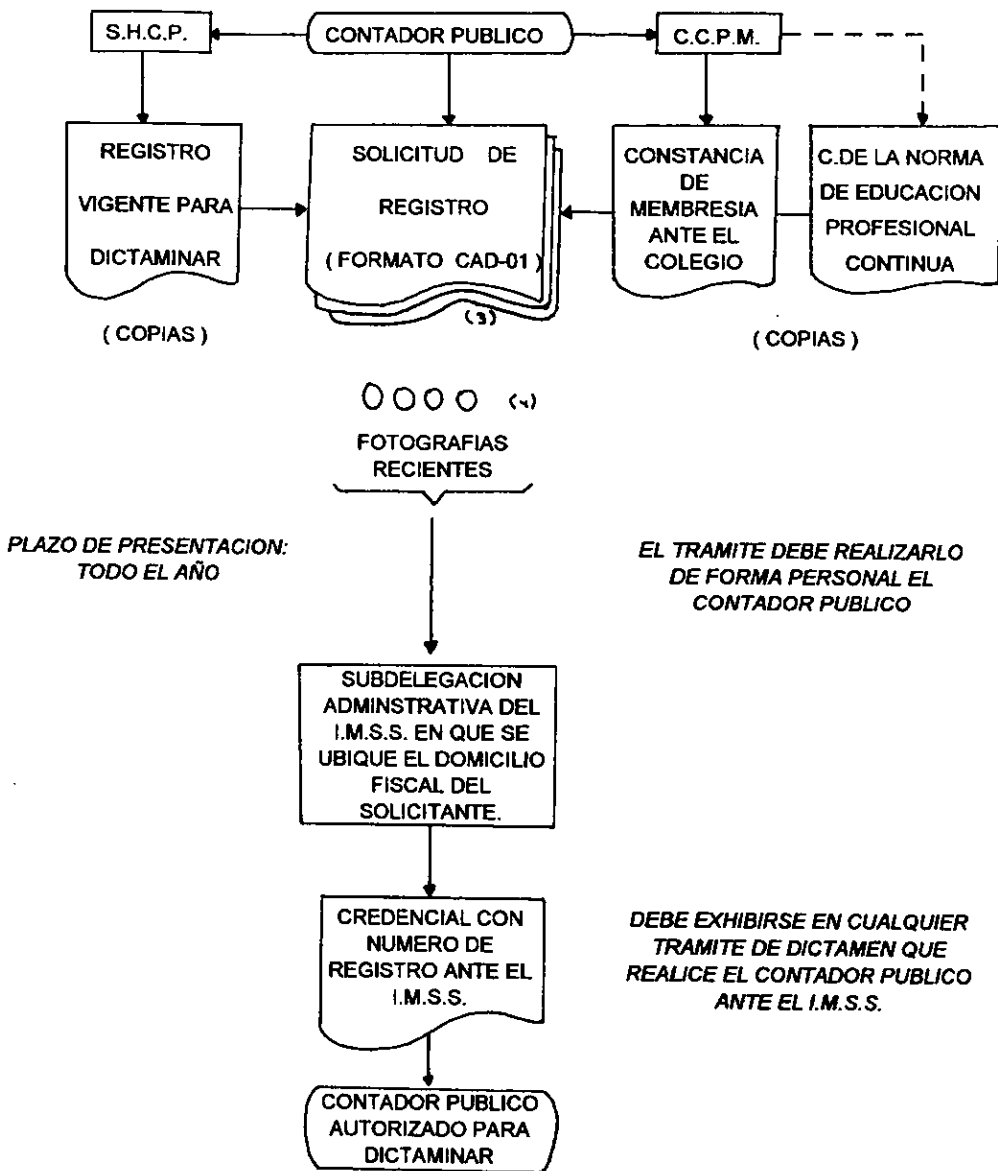 S.H.C.P.
CONTADOR PUBLICO
C.C.P.M.
REGISTRO
VIGENTE PARA
DICTAMINAR
SOLICITUD DE
REGISTRO
( FORMATO CAD-01 )
(3)
CONSTANCIA
DE
MEMBRESIA
ANTE EL
COLEGIO
C.DE LA NORMA
DE EDUCACION
PROFESIONAL
CONTINUA
( COPIAS )
( COPIAS )
(4)
FOTOGRAFIAS
RECIENTES
PLAZO DE PRESENTACION:
TODO EL AÑO
EL TRAMITE DEBE REALIZARLO
DE FORMA PERSONAL EL
CONTADOR PUBLICO
SUBDELEGACION
ADMINSTRATIVA DEL
I.M.S.S. EN QUE SE
UBIQUE EL DOMICILIO
FISCAL DEL
SOLICITANTE.
CREDENCIAL CON
NUMERO DE
REGISTRO ANTE EL
I.M.S.S.
DEBE EXHIBIRSE EN CUALQUIER
TRAMITE DE DICTAMEN QUE
REALICE EL CONTADOR PUBLICO
ANTE EL I.M.S.S.
CONTADOR PUBLICO
AUTORIZADO PARA
DICTAMINAR